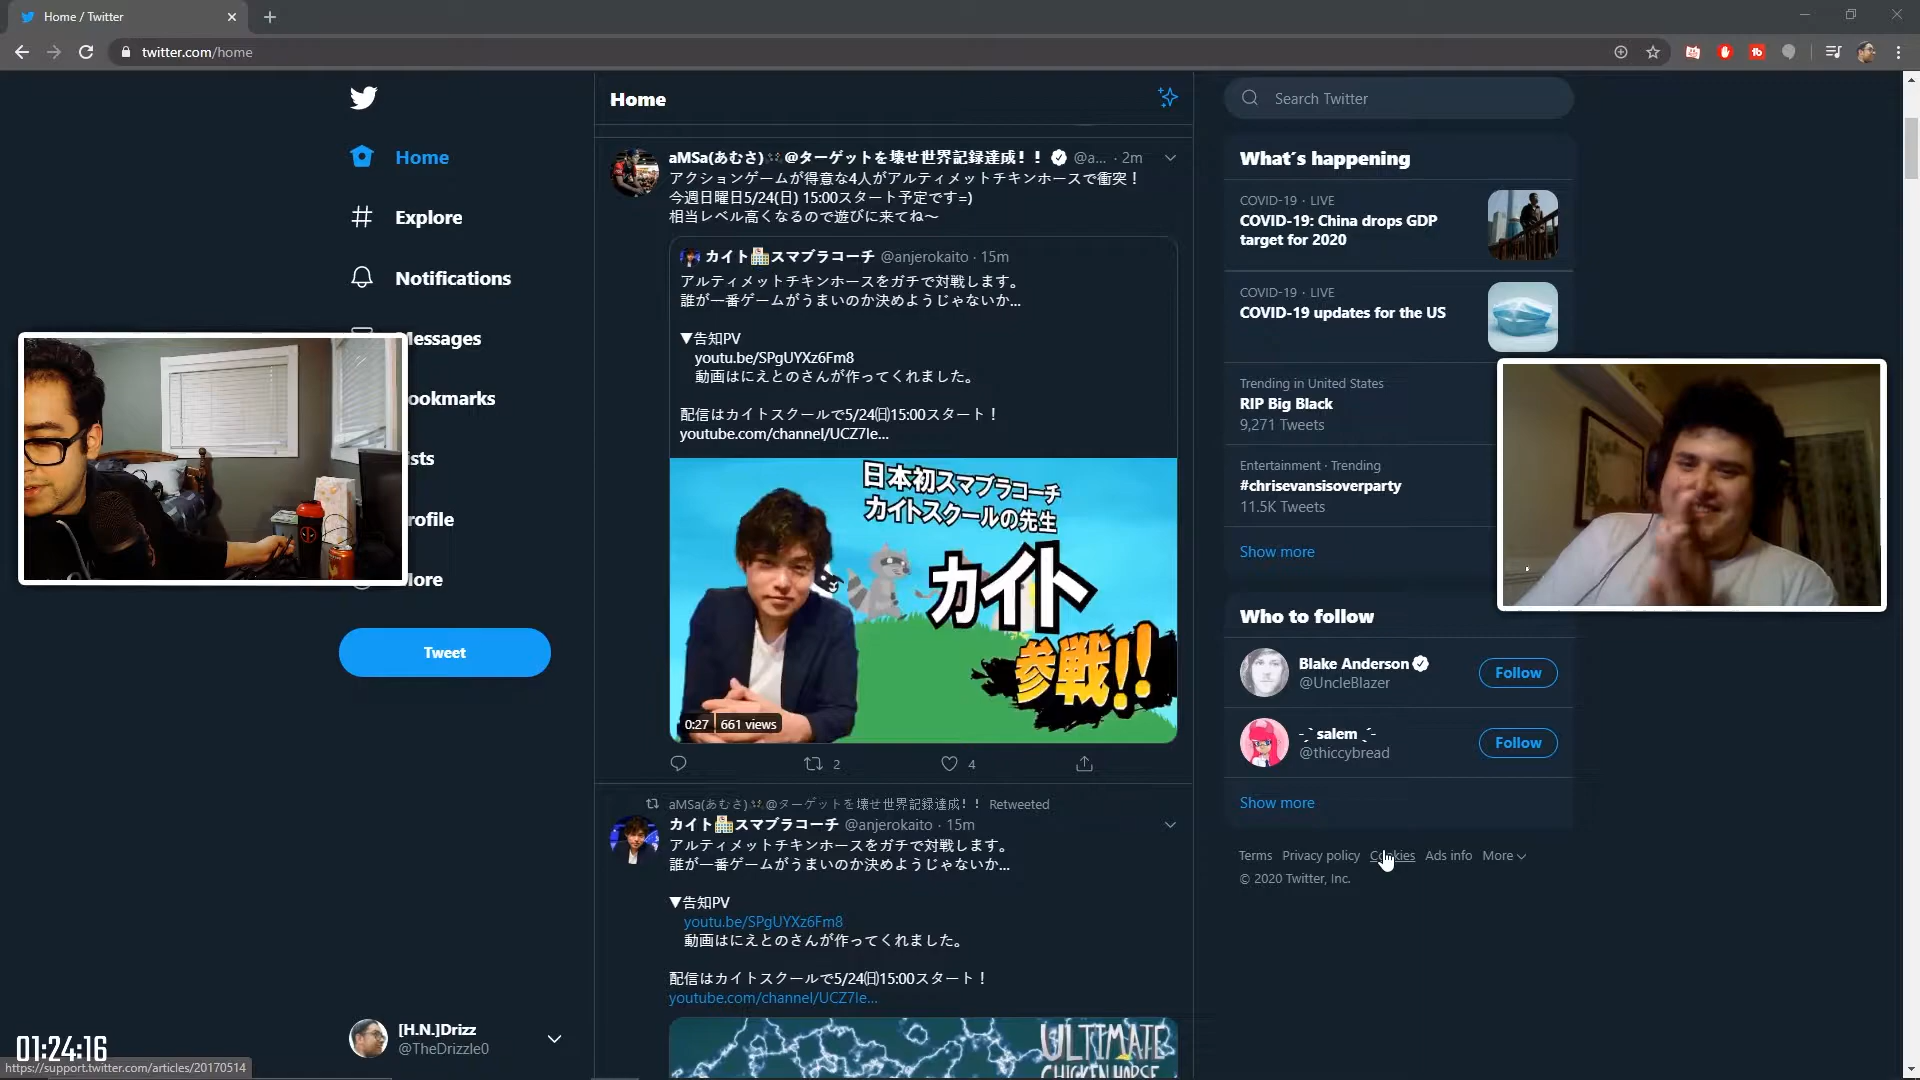 Home / Twitter
twitter.com/home
Home
Explore
Notifications
Messages
Bookmarks
Lists
Profile
More
Tweet
[H.N.]Drizz
@TheDrizzle0
01:24:16
https://support.twitter.com/articles/20170514
Home
aMSa(あむさ)@ターゲットを壊せ世界記録達成！！ @a... · 2m
アクションゲームが得意な4人がアルティメットチキンホースで衝突！
今週日曜日5/24(日) 15:00スタート予定です=)
相当レベル高くなるので遊びに来てね〜
カイト🏫スマブラコーチ @anjerokaito · 15m
アルティメットチキンホースをガチで対戦します。
誰が一番ゲームがうまいのか決めようじゃないか...
▼告知PV
youtu.be/SPgUYXz6Fm8
動画はにえとのさんが作ってくれました。
配信はカイトスクールで5/24㈰15:00スタート！
youtube.com/channel/UCZ7le...
日本初スマブラコーチ
カイトスクールの先生
カイト
参戦!!
0:27 661 views
2 4
aMSa(あむさ)@ターゲットを壊せ世界記録達成！！ Retweeted
カイト🏫スマブラコーチ @anjerokaito · 15m
アルティメットチキンホースをガチで対戦します。
誰が一番ゲームがうまいのか決めようじゃないか...
▼告知PV
youtu.be/SPgUYXz6Fm8
動画はにえとのさんが作ってくれました。
配信はカイトスクールで5/24㈰15:00スタート！
youtube.com/channel/UCZ7le...
ULTIMATE
CHICKEN HORSE
Search Twitter
What's happening
COVID-19 · LIVE
COVID-19: China drops GDP
target for 2020
COVID-19 · LIVE
COVID-19 updates for the US
Trending in United States
RIP Big Black
9,271 Tweets
Entertainment · Trending
#chrisevansisoverparty
11.5K Tweets
Show more
Who to follow
Blake Anderson
@UncleBlazer
Follow
salem
@thiccybread
Follow
Show more
Terms Privacy policy Cookies Ads info More
© 2020 Twitter, Inc.